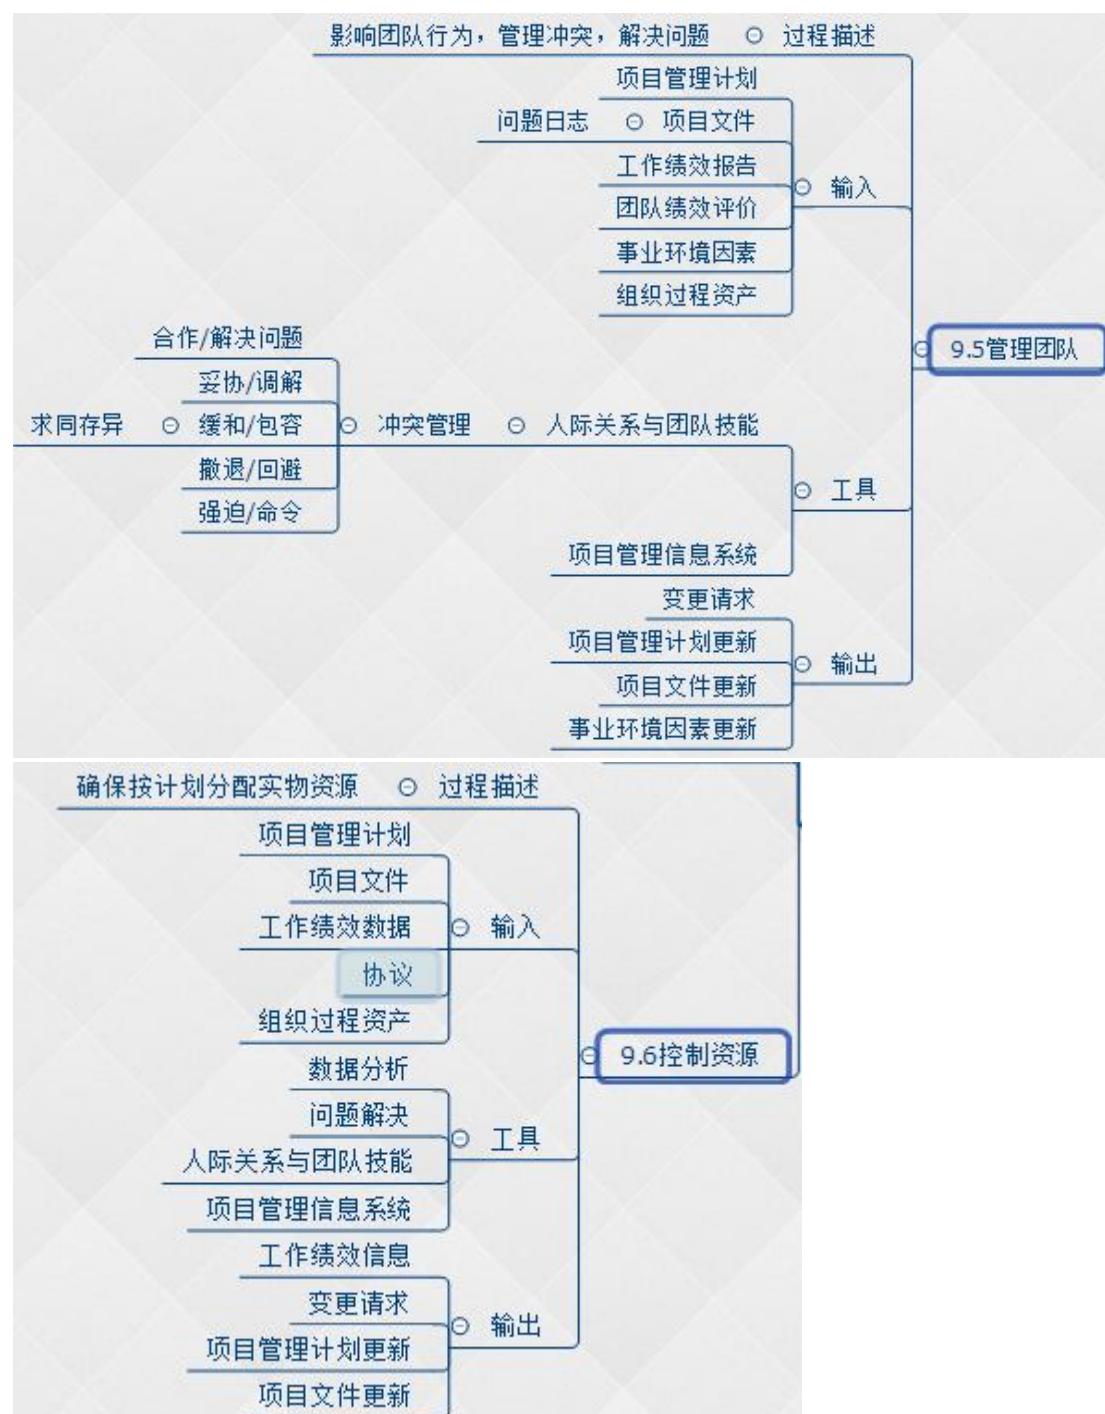 影响团队行为，管理冲突，解决问题 过程描述
项目管理计划
问题日志 项目文件
工作绩效报告
输入
团队绩效评价
事业环境因素
组织过程资产
合作/解决问题
9.5管理团队
妥协/调解
求同存异 缓和/包容 冲突管理 人际关系与团队技能
撤退/回避
工具
强迫/命令
项目管理信息系统
变更请求
项目管理计划更新
输出
项目文件更新
事业环境因素更新
确保按计划分配实物资源 过程描述
项目管理计划
项目文件
工作绩效数据 输入
协议
组织过程资产
9.6控制资源
数据分析
问题解决
工具
人际关系与团队技能
项目管理信息系统
工作绩效信息
变更请求
输出
项目管理计划更新
项目文件更新